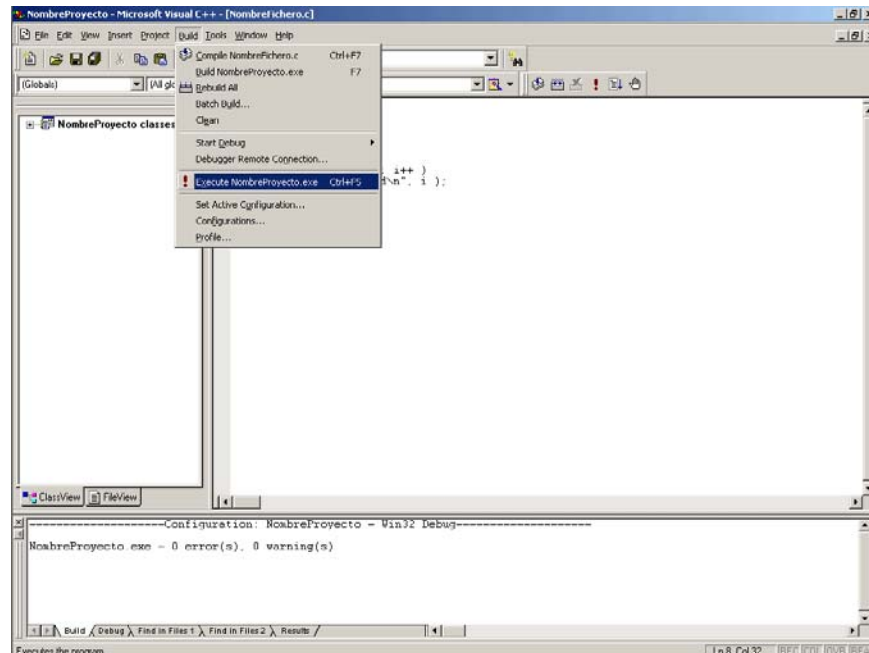 NombreProyecto - Microsoft Visual C++ - [NombreFichero.c]
File Edit View Insert Project Build Tools Window Help
Compile NombreFichero.c Ctrl+F7
Build NombreProyecto.exe F7
Rebuild All
Batch Build...
Clean
Start Debug
Debugger Remote Connection...
Execute NombreProyecto.exe Ctrl+F5
Set Active Configuration...
Configurations...
Profile...
(Globals)
[All glo
NombreProyecto classes
i++ )
d\n", i );
ClassView FileView
--------------------Configuration: NombreProyecto - Win32 Debug--------------------
NombreProyecto.exe - 0 error(s), 0 warning(s)
Build Debug Find in Files 1 Find in Files 2 Results
Executes the program
Ln 8, Col 32 REC COL OVR REA